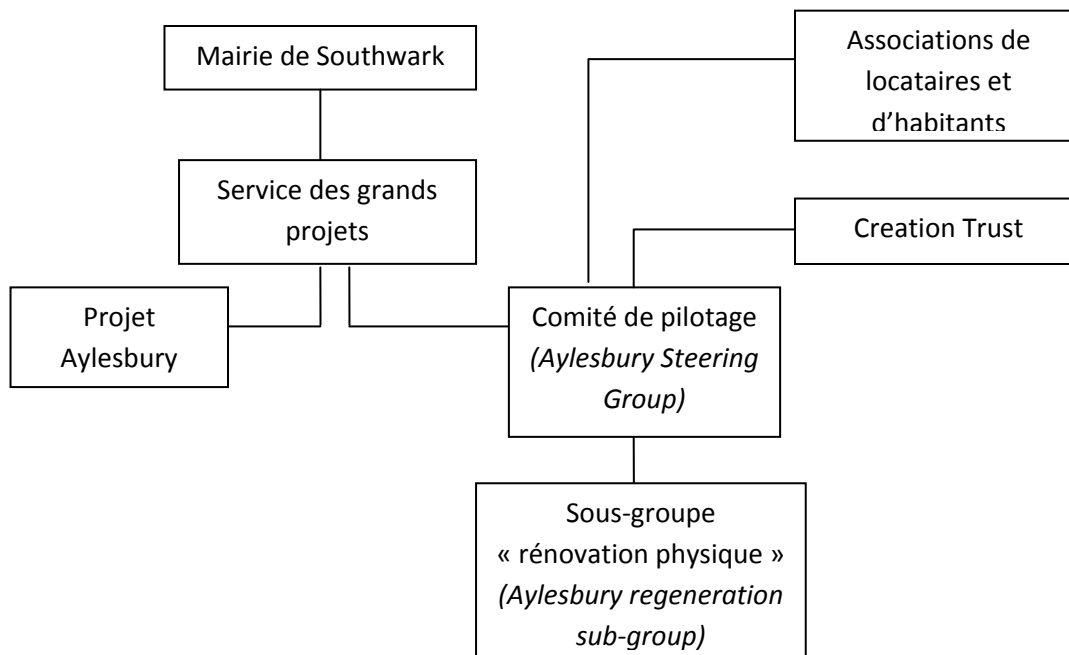 Mairie de Southwark
Associations de
locataires et
d’habitants
Service des grands
projets
Creation Trust
Projet
Aylesbury
Comité de pilotage
(Aylesbury Steering
Group)
Sous-groupe
« rénovation physique »
(Aylesbury regeneration
sub-group)